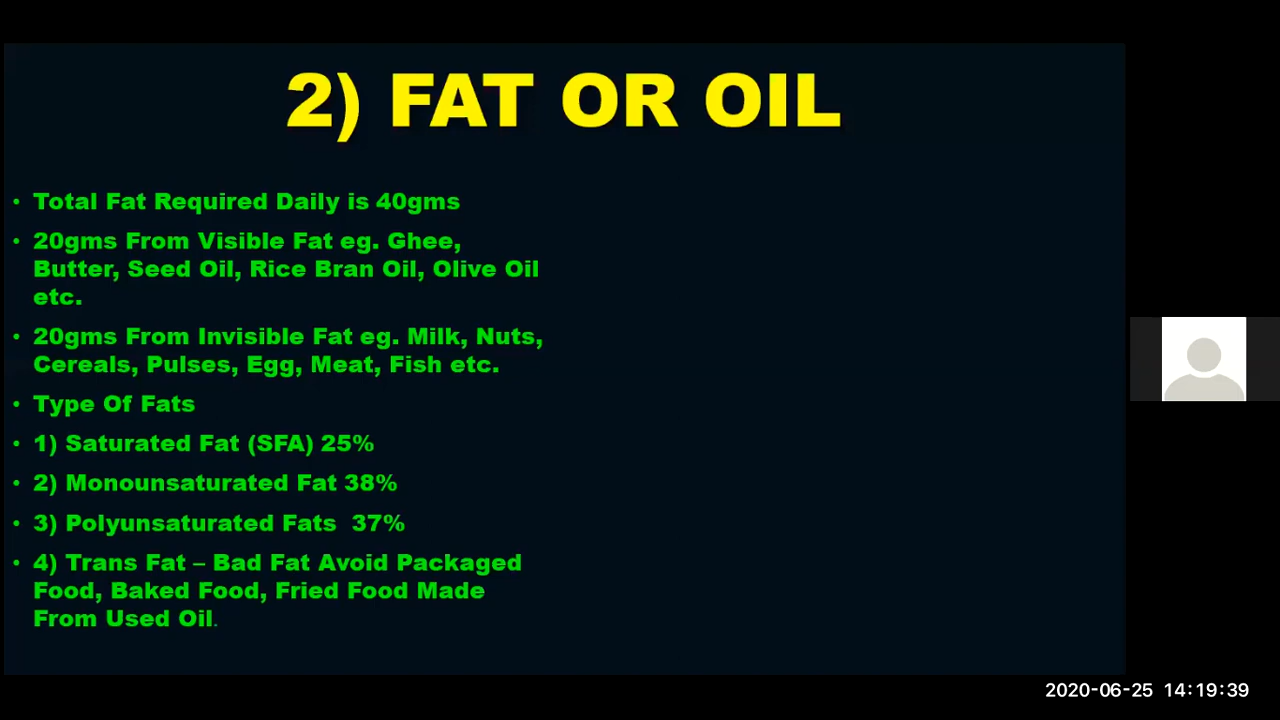 2) FAT OR OIL
• Total Fat Required Daily is 40gms
• 20gms From Visible Fat eg. Ghee,
Butter, Seed Oil, Rice Bran Oil, Olive Oil
etc.
• 20gms From Invisible Fat eg. Milk, Nuts,
Cereals, Pulses, Egg, Meat, Fish etc.
• Type Of Fats
• 1) Saturated Fat (SFA) 25%
• 2) Monounsaturated Fat 38%
• 3) Polyunsaturated Fats  37%
• 4) Trans Fat – Bad Fat Avoid Packaged
Food, Baked Food, Fried Food Made
From Used Oil.
2020-06-25 14:19:39